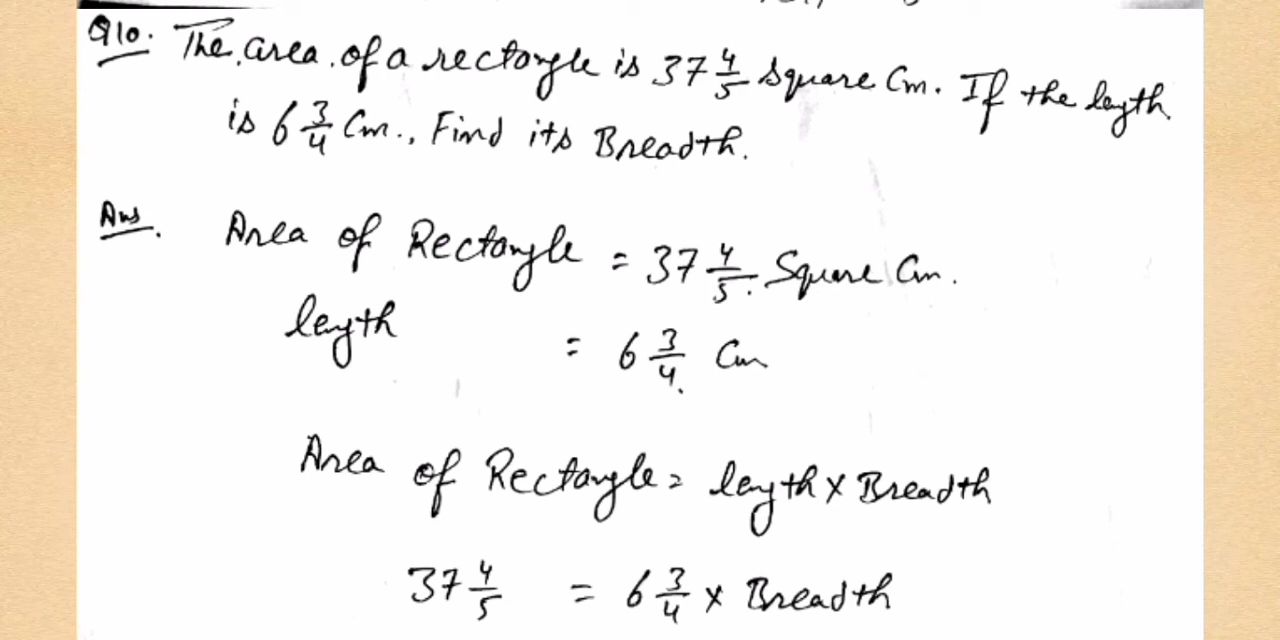 Q10. The area of a rectangle is 37 4/5 square Cm. If the length
is 6 3/4 Cm., Find its Breadth.
Ans. Area of Rectangle = 37 4/5 Square Cm.
length = 6 3/4 Cm
Area of Rectangle = length x Breadth
37 4/5 = 6 3/4 x Breadth